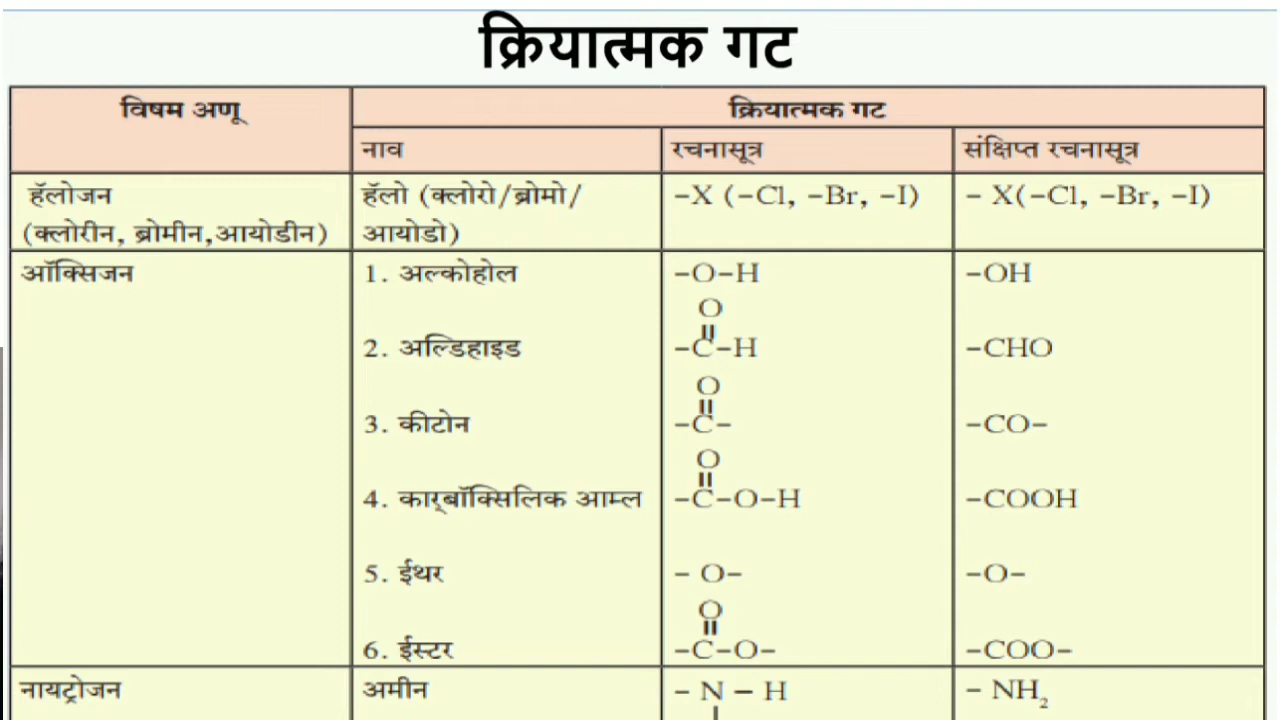 क्रियात्मक गट
विषम अणू क्रियात्मक गट
नाव रचनासूत्र संक्षिप्त रचनासूत्र
हॅलोजन हॅलो (क्लोरो/ब्रोमो/ –X (–Cl, –Br, –I) – X(–Cl, –Br, –I)
(क्लोरीन, ब्रोमीन,आयोडीन) आयोडो)
ऑक्सिजन 1. अल्कोहोल –O–H –OH
O
2. अल्डिहाइड –C–H –CHO
O
3. कीटोन –C– –CO–
O
4. कार्बॉक्सिलिक आम्ल –C–O–H –COOH
5. ईथर – O– –O–
O
6. ईस्टर –C–O– –COO–
नायट्रोजन अमीन – N – H – NH₂